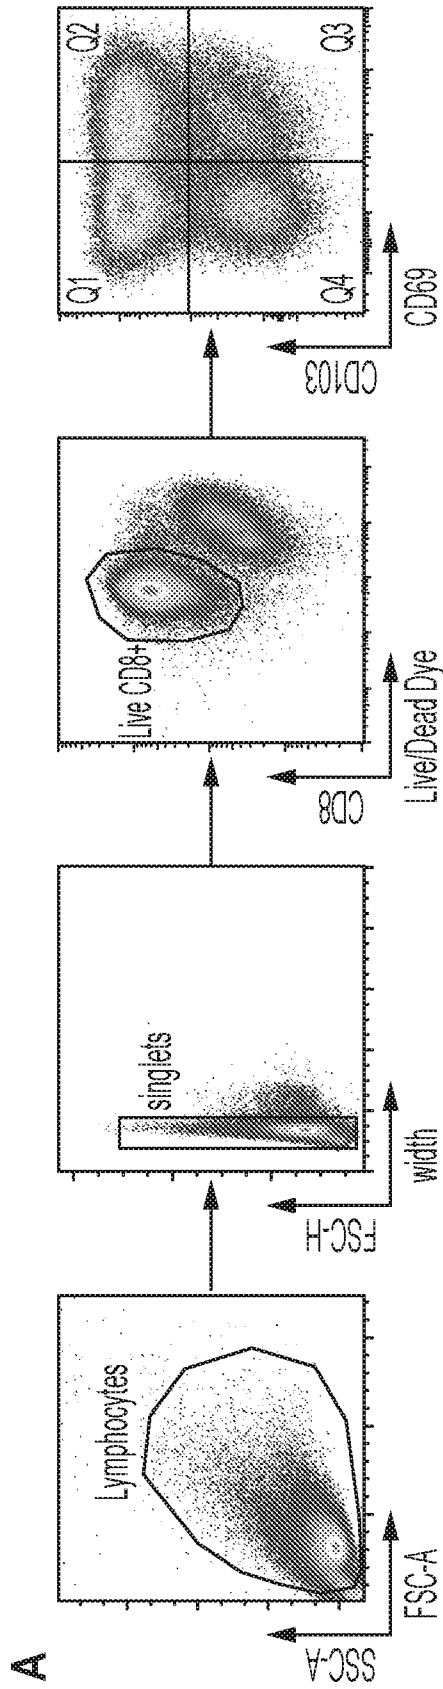 A
SSC-A
FSC-A
Lymphocytes
FSC-H
width
singlets
CD8
Live/Dead Dye
Live CD8+
CD103
CD69
Q1
Q2
Q3
Q4